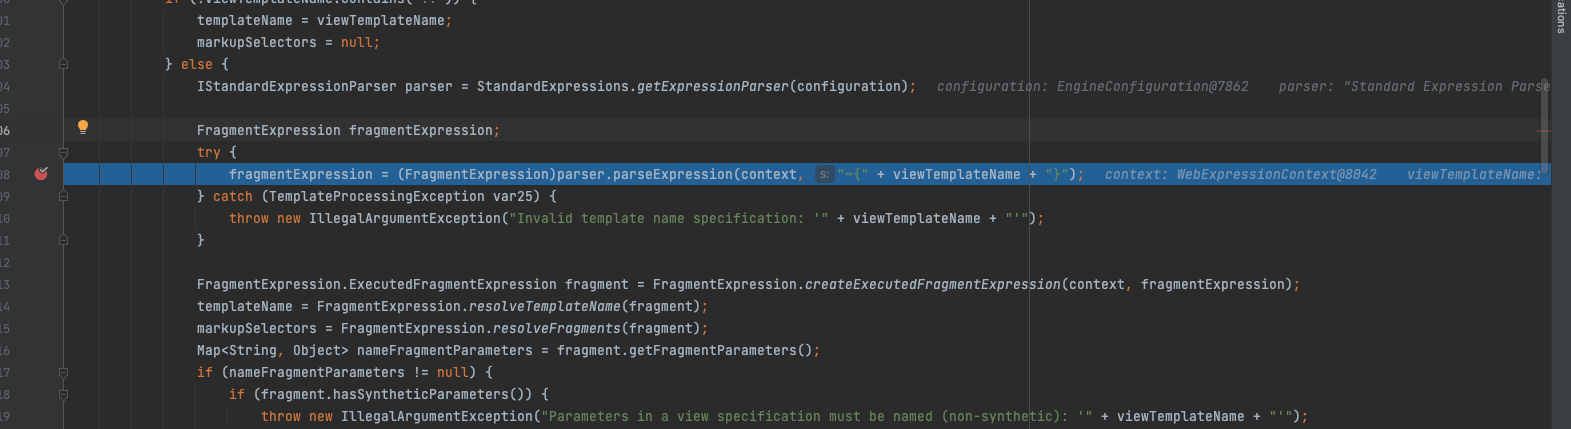 if (!viewTemplateName.contains("::")) {
01 templateName = viewTemplateName;
02 markupSelectors = null;
03 } else {
04 IStandardExpressionParser parser = StandardExpressions.getExpressionParser(configuration); configuration: EngineConfiguration@7862 parser: "Standard Expression Parse
05
06 FragmentExpression fragmentExpression;
07 try {
08 fragmentExpression = (FragmentExpression)parser.parseExpression(context, s: "~{" + viewTemplateName + "}"); context: WebExpressionContext@8042 viewTemplateName:
09 } catch (TemplateProcessingException var25) {
10 throw new IllegalArgumentException("Invalid template name specification: '" + viewTemplateName + "'");
11 }
12
13 FragmentExpression.ExecutedFragmentExpression fragment = FragmentExpression.createExecutedFragmentExpression(context, fragmentExpression);
14 templateName = FragmentExpression.resolveTemplateName(fragment);
15 markupSelectors = FragmentExpression.resolveFragments(fragment);
16 Map<String, Object> nameFragmentParameters = fragment.getFragmentParameters();
17 if (nameFragmentParameters != null) {
18 if (fragment.hasSyntheticParameters()) {
19 throw new IllegalArgumentException("Parameters in a view specification must be named (non-synthetic): '" + viewTemplateName + "'");
cations